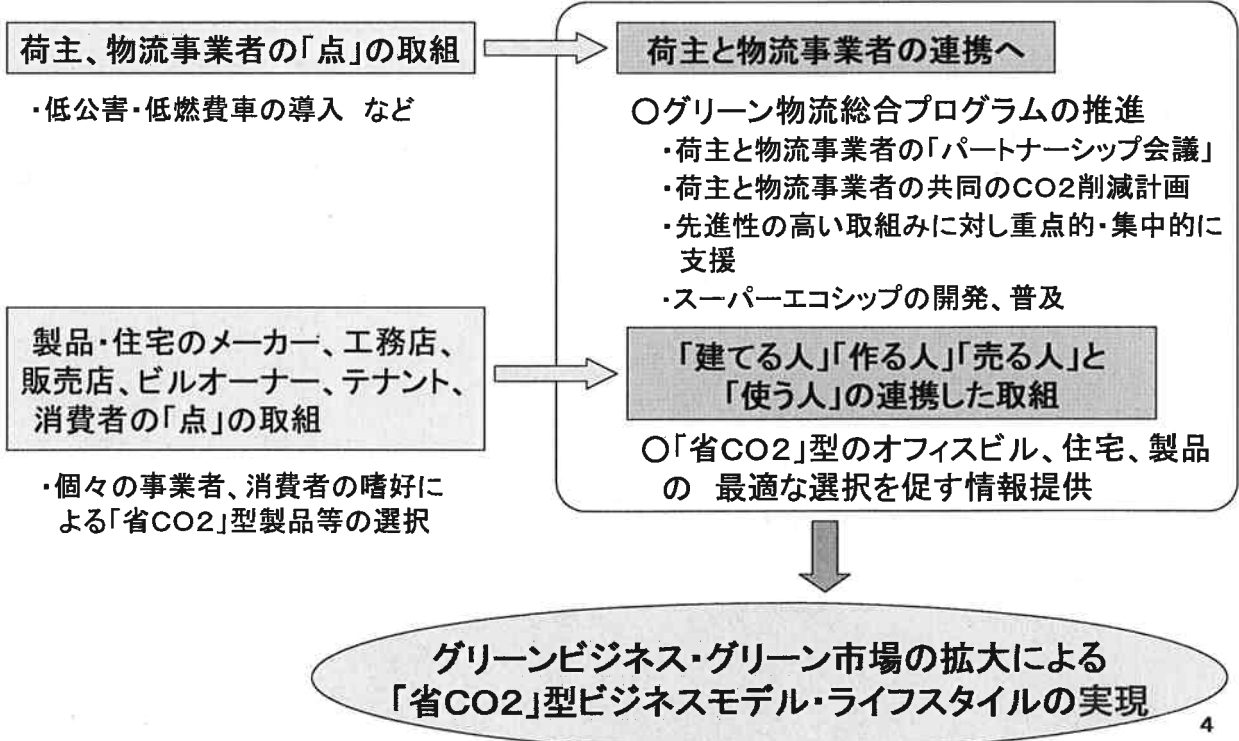 荷主、物流事業者の「点」の取組
・低公害・低燃費車の導入 など
荷主と物流事業者の連携へ
○グリーン物流総合プログラムの推進
・荷主と物流事業者の「パートナーシップ会議」
・荷主と物流事業者の共同のCO2削減計画
・先進性の高い取組みに対し重点的・集中的に
支援
・スーパーエコシップの開発、普及
製品・住宅のメーカー、工務店、
販売店、ビルオーナー、テナント、
消費者の「点」の取組
・個々の事業者、消費者の嗜好に
よる「省CO2」型製品等の選択
「建てる人」「作る人」「売る人」と
「使う人」の連携した取組
○「省CO2」型のオフィスビル、住宅、製品
の 最適な選択を促す情報提供
グリーンビジネス・グリーン市場の拡大による
「省CO2」型ビジネスモデル・ライフスタイルの実現
4